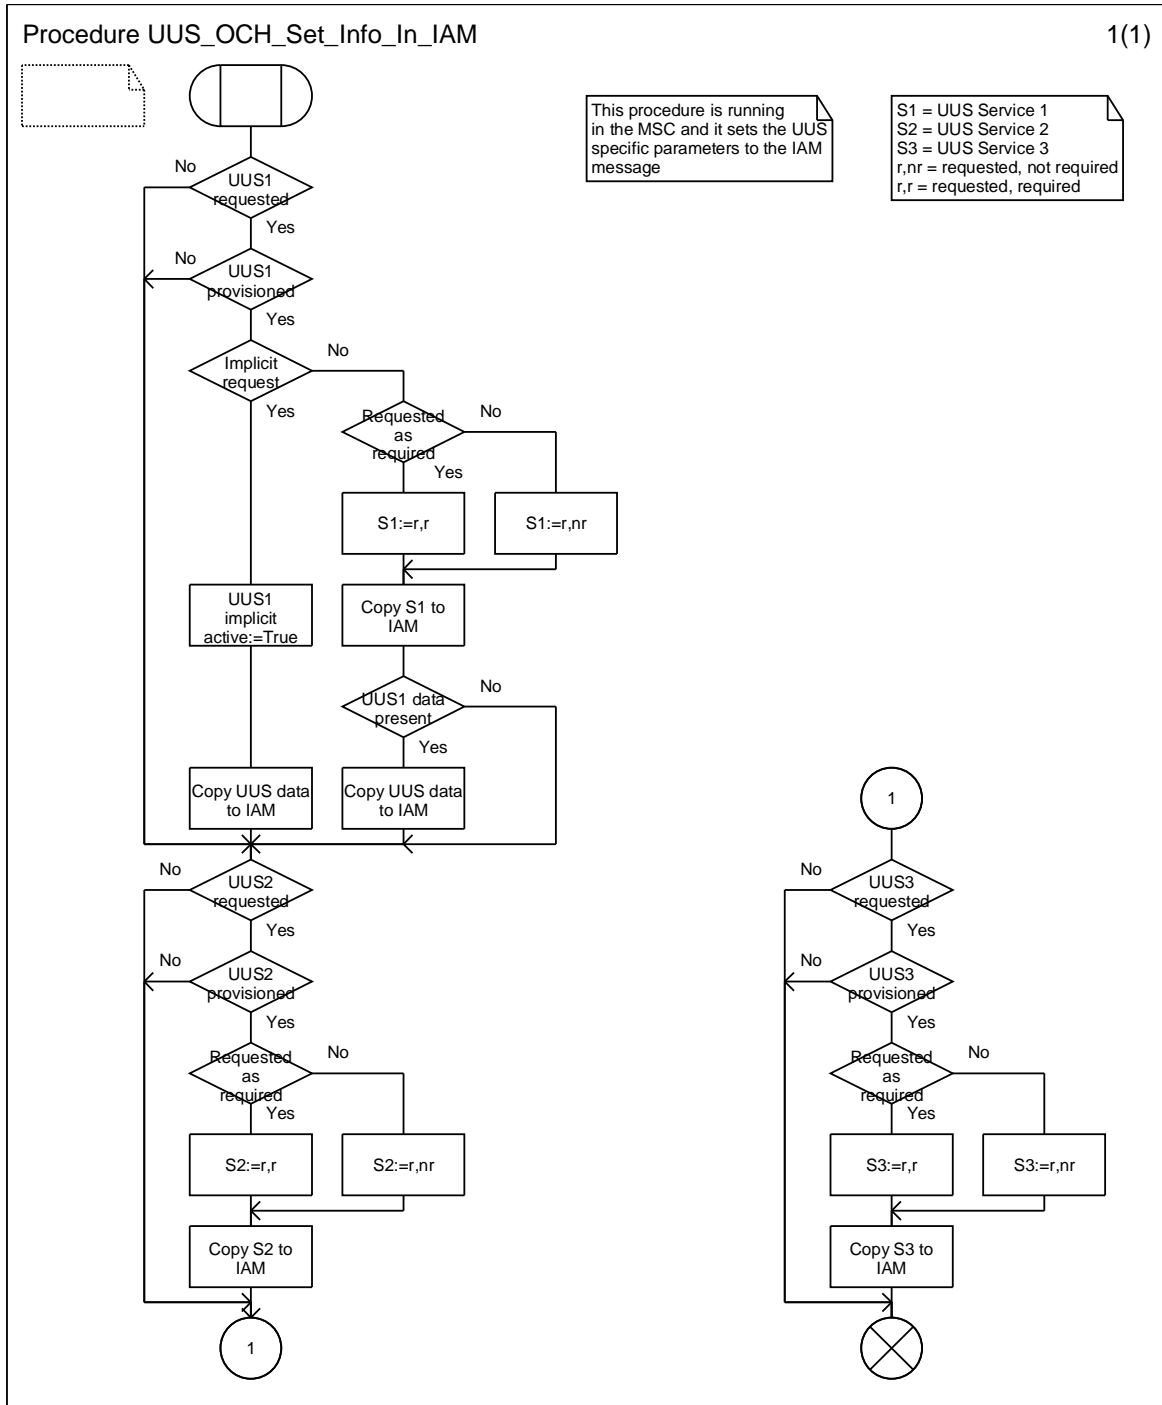 Procedure UUS_OCH_Set_Info_In_IAM
1(1)
This procedure is running
in the MSC and it sets the UUS
specific parameters to the IAM
message
S1 = UUS Service 1
S2 = UUS Service 2
S3 = UUS Service 3
r,nr = requested, not required
r,r = requested, required
No
UUS1
requested
Yes
No
UUS1
provisioned
Yes
Implicit
request
No
Yes
Requested
as
required
No
Yes
S1:=r,r
S1:=r,nr
UUS1
implicit
active:=True
Copy S1 to
IAM
UUS1 data
present
No
Yes
Copy UUS data
to IAM
Copy UUS data
to IAM
No
UUS2
requested
Yes
No
UUS2
provisioned
Yes
Requested
as
required
No
Yes
S2:=r,r
S2:=r,nr
Copy S2 to
IAM
1
1
No
UUS3
requested
Yes
No
UUS3
provisioned
Yes
Requested
as
required
No
Yes
S3:=r,r
S3:=r,nr
Copy S3 to
IAM